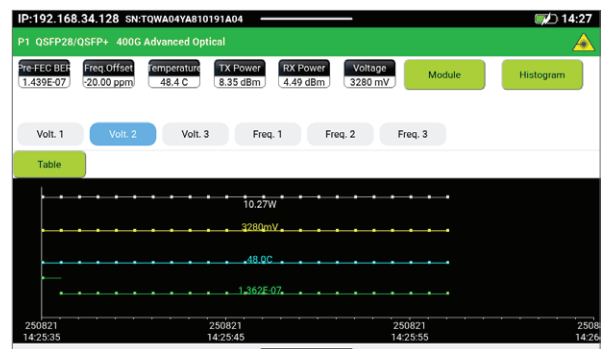 IP:192.168.34.128 SN:TQWA04YA810191A04 14:27
P1 QSFP28/QSFP+ 400G Advanced Optical
Pre-FEC BER Freq.Offset Temperature TX Power RX Power Voltage Module Histogram
1.439E-07 -20.00 ppm 48.4 C 8.35 dBm 4.49 dBm 3280 mV
Volt. 1 Volt. 2 Volt. 3 Freq. 1 Freq. 2 Freq. 3
Table
10.27W
3280mV
48.0C
1.362E-07
250821 250821 250821 2508
14:25:35 14:25:45 14:25:55 14:26